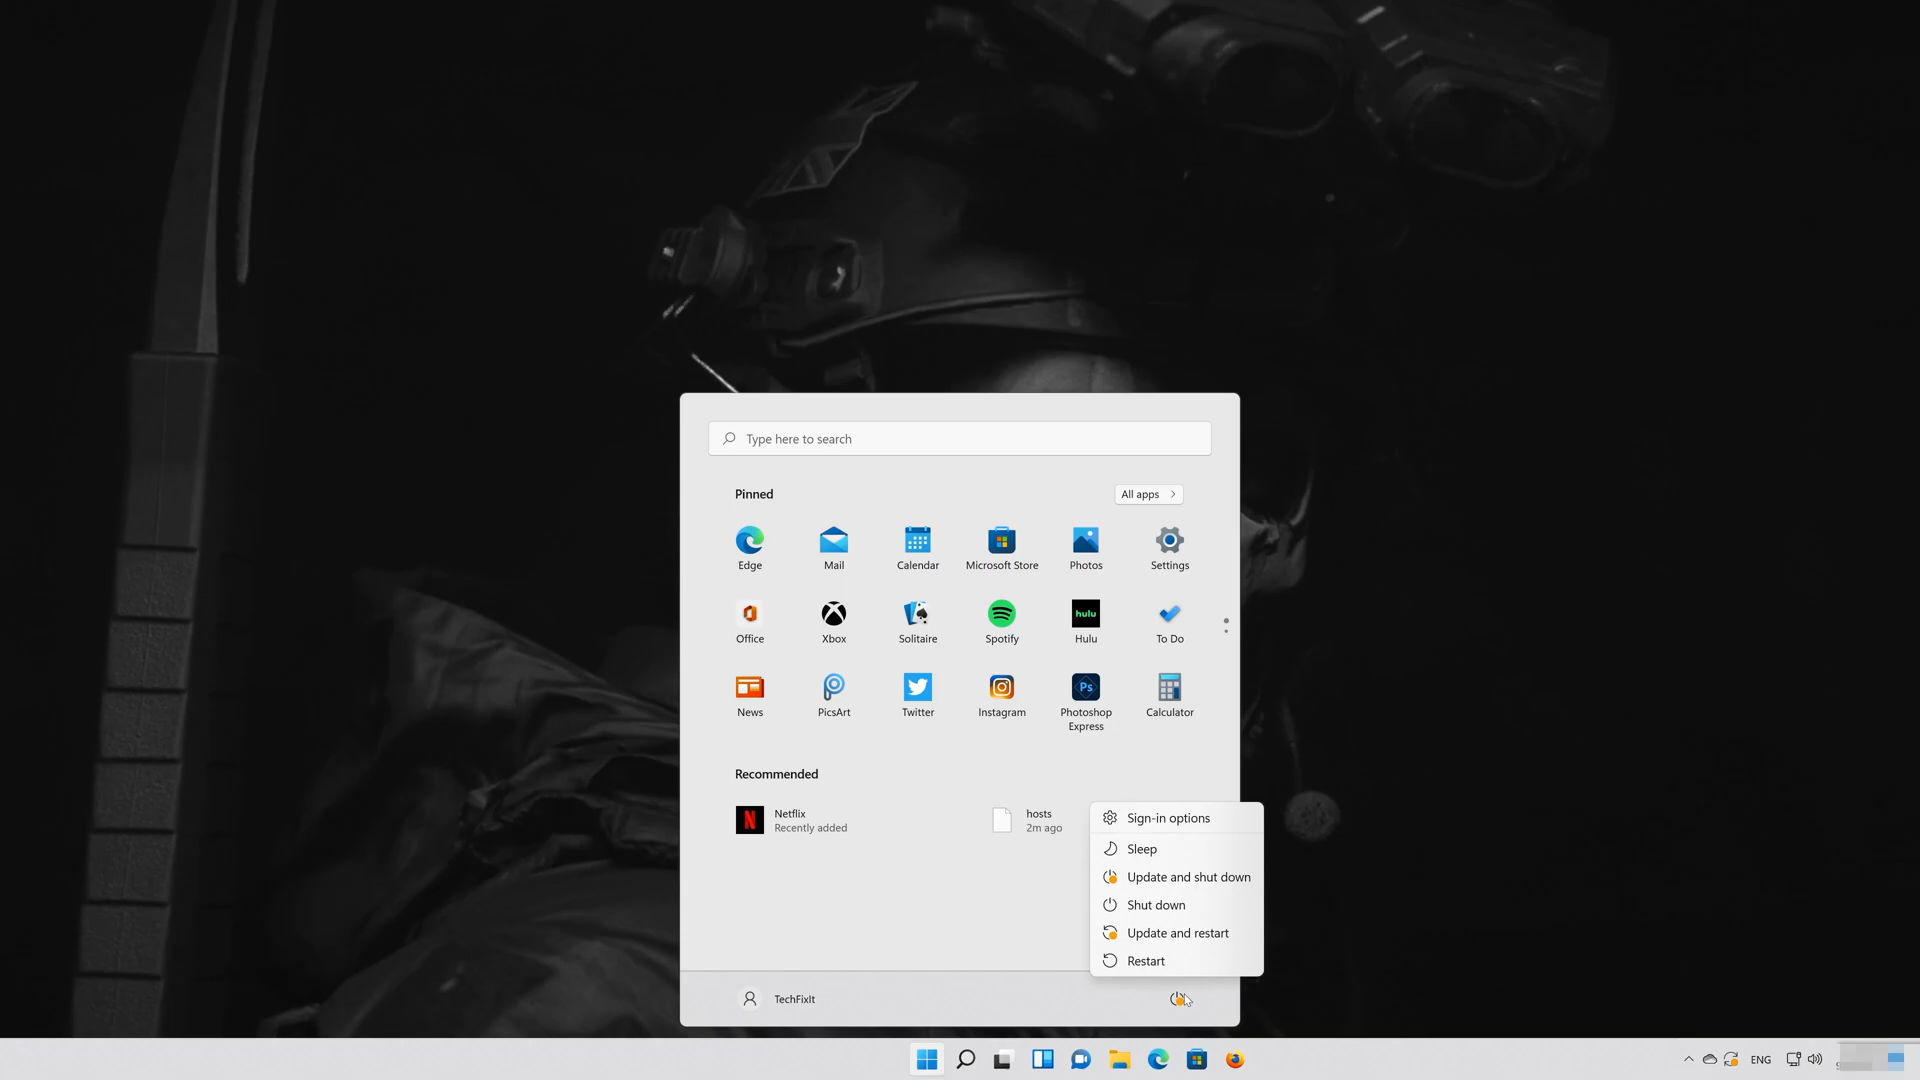 Type here to search
Pinned
All apps
Edge
Mail
Calendar
Microsoft Store
Photos
Settings
Office
Xbox
Solitaire
Spotify
hulu
Hulu
To Do
News
PicsArt
Twitter
Instagram
Ps
Photoshop
Express
Calculator
Recommended
N
Netflix
Recently added
hosts
2m ago
Sign-in options
Sleep
Update and shut down
Shut down
Update and restart
Restart
TechFixIt
ENG